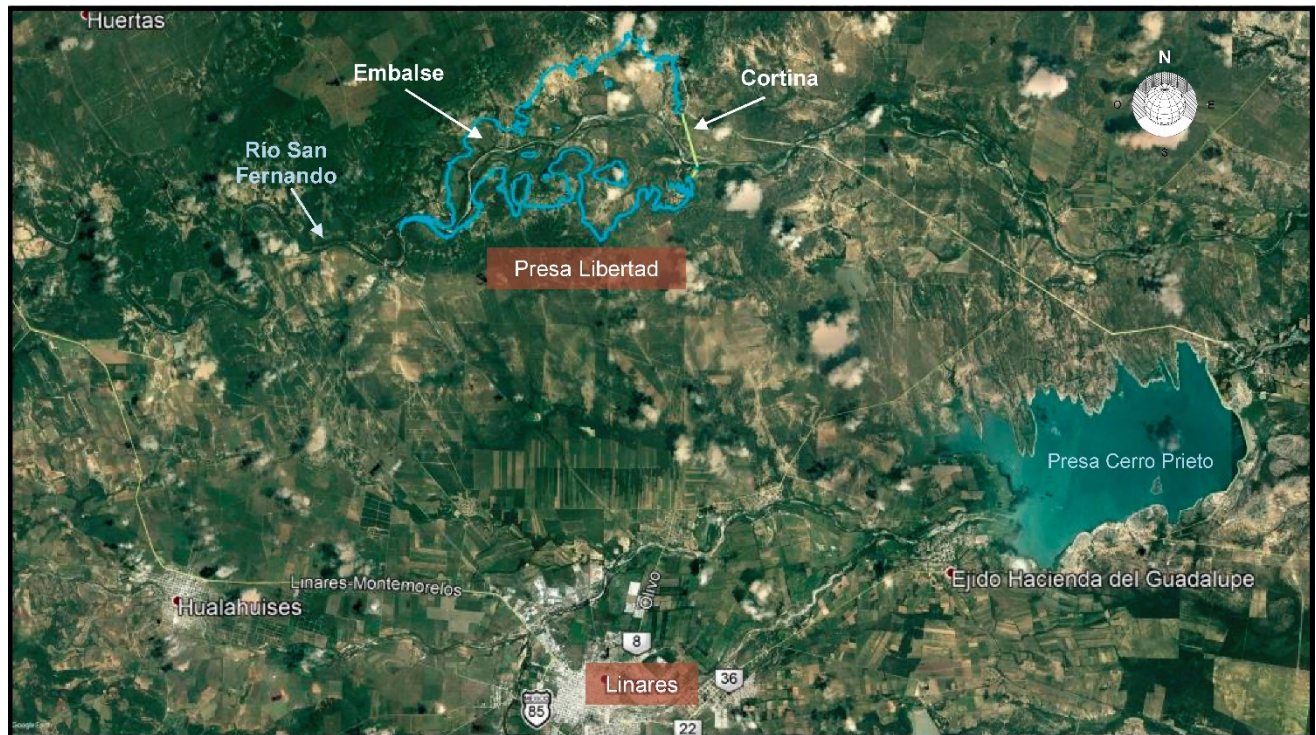 Huertas
Embalse
Cortina
N
O
E
S
Río San
Fernando
Presa Libertad
Presa Cerro Prieto
Linares-Montemorelos
Olivo
Ejido Hacienda del Guadalupe
Hualahuises
8
Linares
36
85
22
Google Earth